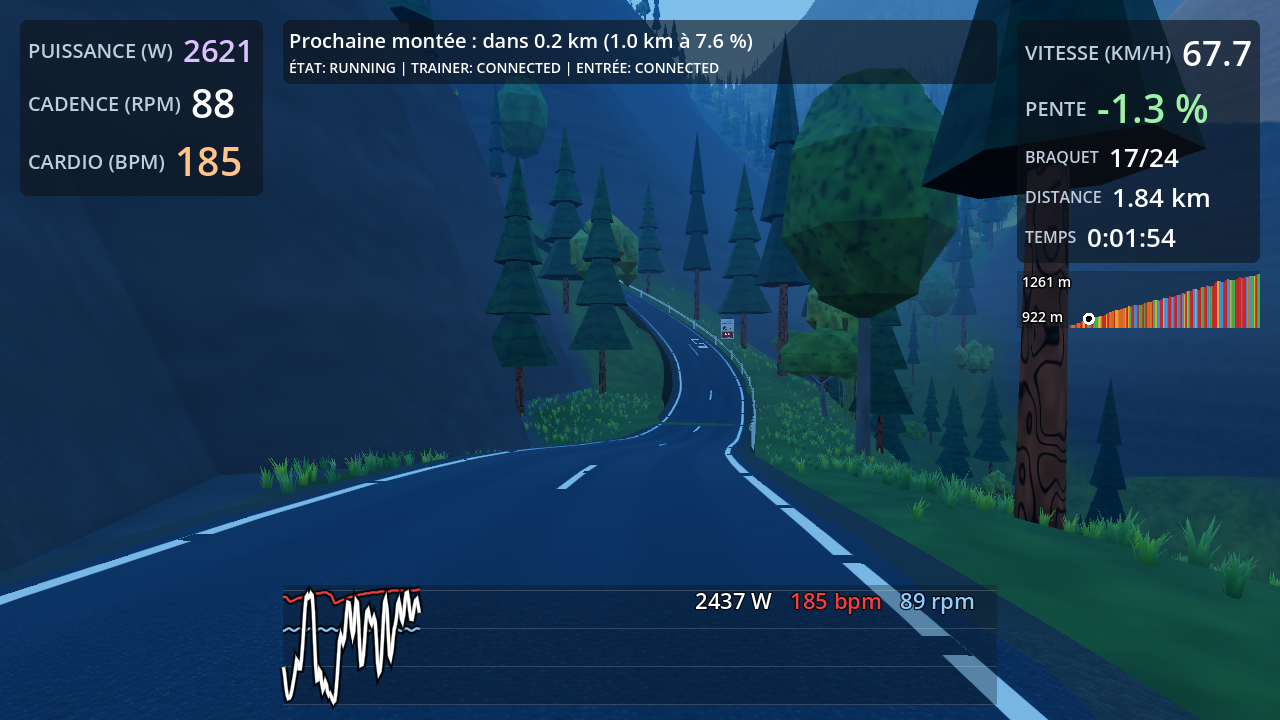 PUISSANCE (W) 2621
CADENCE (RPM) 88
CARDIO (BPM) 185
Prochaine montée : dans 0.2 km (1.0 km à 7.6 %)
ÉTAT: RUNNING | TRAINER: CONNECTED | ENTRÉE: CONNECTED
VITESSE (KM/H) 67.7
PENTE -1.3 %
BRAQUET 17/24
DISTANCE 1.84 km
TEMPS 0:01:54
1261 m
922 m
2437 W 185 bpm 89 rpm